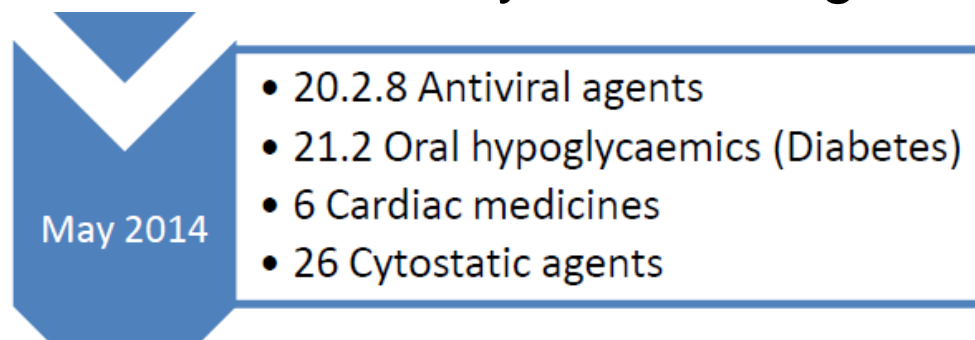 May 2014
• 20.2.8 Antiviral agents
• 21.2 Oral hypoglycaemics (Diabetes)
• 6 Cardiac medicines
• 26 Cytostatic agents